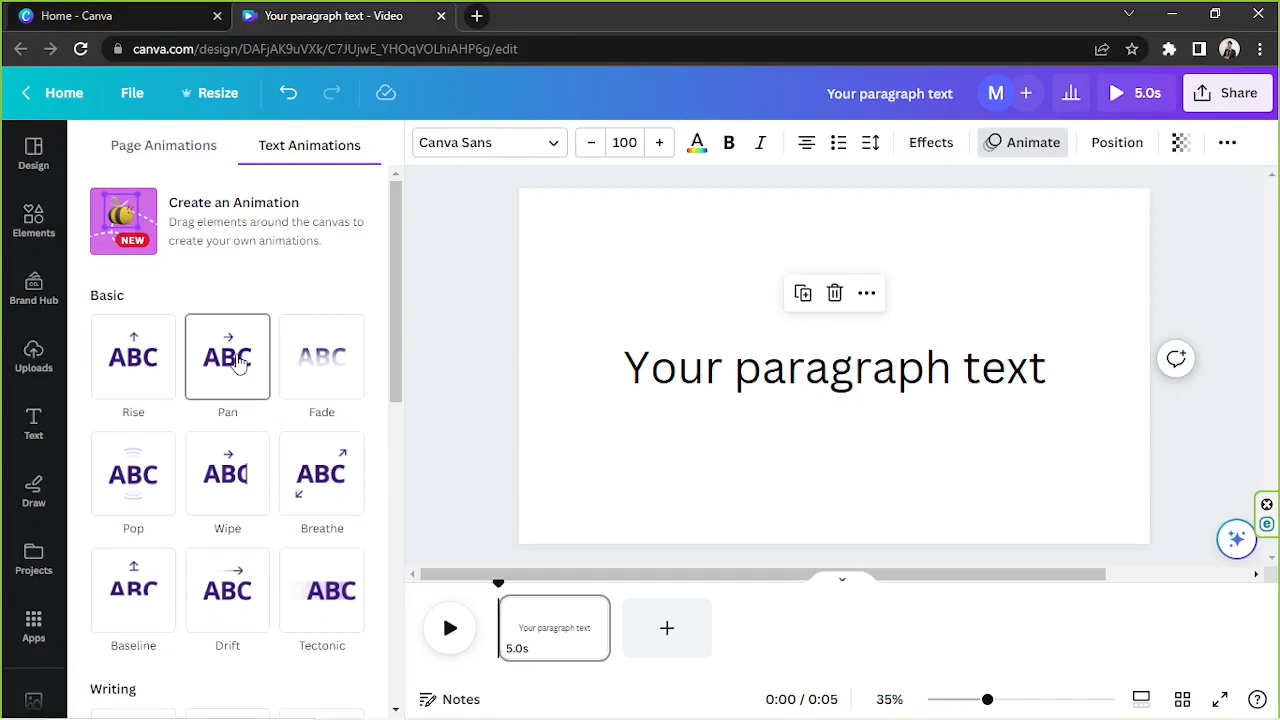 Home - Canva
Your paragraph text - Video
canva.com/design/DAFjAK9uVXk/C7JUjwE_YHOqVOLhiAHP6g/edit
Home
File
Resize
Your paragraph text
M
5.0s
Share
Design
Elements
Brand Hub
Uploads
Text
Draw
Projects
Apps
Page Animations
Text Animations
Create an Animation
Drag elements around the canvas to
create your own animations.
NEW
Basic
ABC
Rise
ABC
Pan
ABC
Fade
ABC
Pop
ABC
Wipe
ABC
Breathe
ABC
Baseline
ABC
Drift
ABC
Tectonic
Writing
Canva Sans
100
A
B
I
Effects
Animate
Position
Your paragraph text
Your paragraph text
5.0s
Notes
0:00 / 0:05
35%